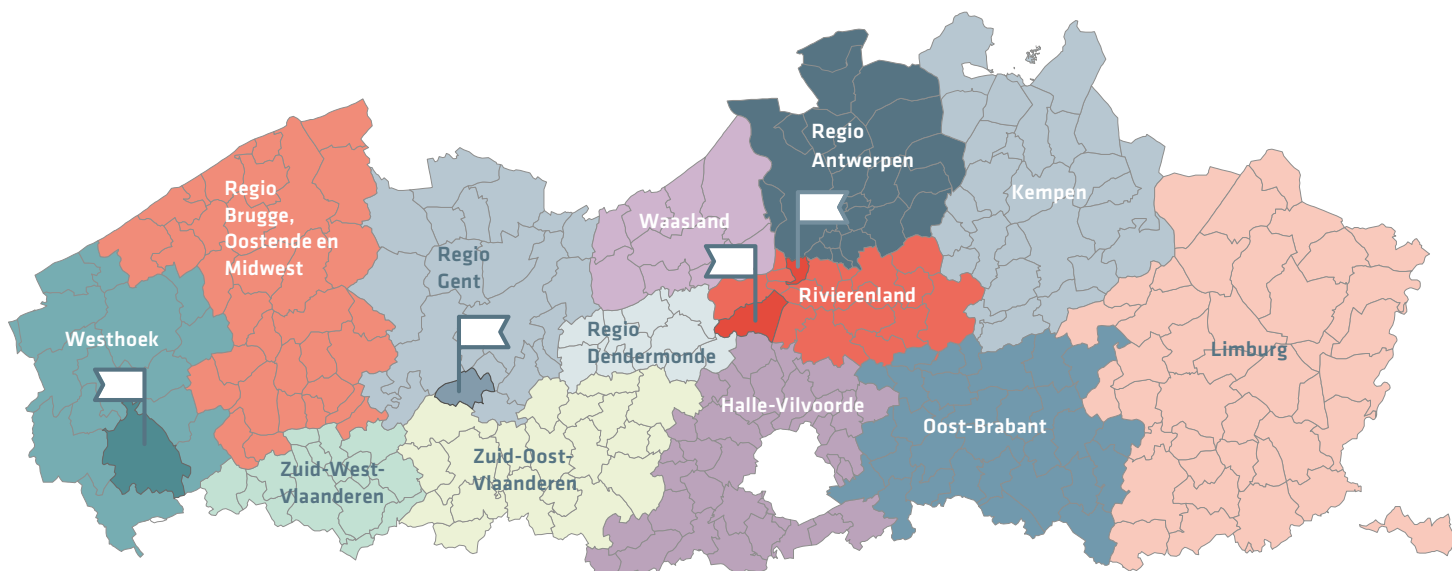 Regio
Brugge,
Oostende en
Midwest
Westhoek
Regio
Gent
Zuid-West-
Vlaanderen
Zuid-Oost-
Vlaanderen
Waasland
Regio
Dendermonde
Regio
Antwerpen
Rivierenland
Halle-Vilvoorde
Kempen
Oost-Brabant
Limburg